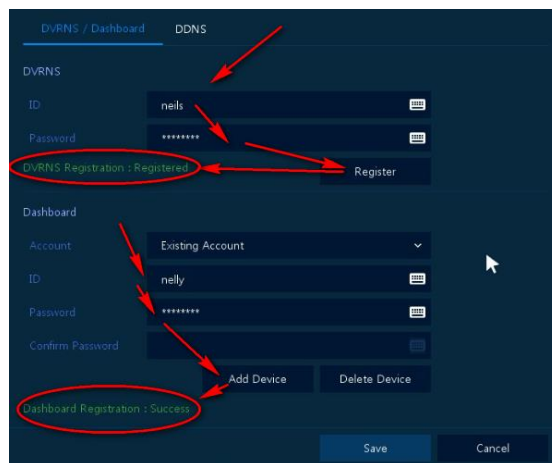 DVRNS / Dashboard DDNS
DVRNS
ID neils
Password ********
DVRNS Registration : Registered Register
Dashboard
Account Existing Account
ID nelly
Password ********
Confirm Password
Add Device Delete Device
Dashboard Registration : Success
Save Cancel